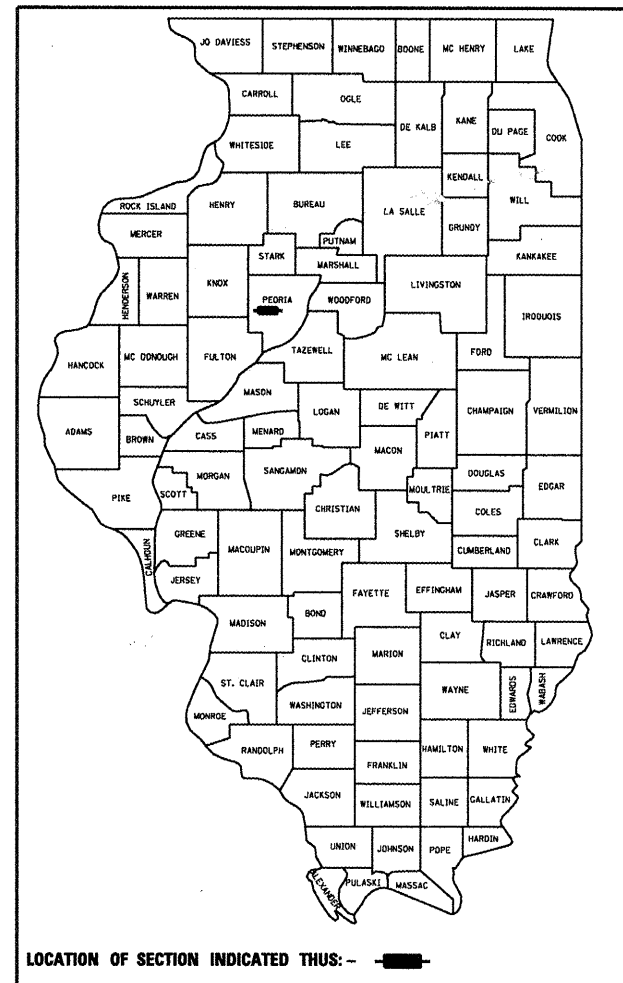 JO DAVIESS STEPHENSON WINNEBAGO BOONE MC HENRY LAKE
CARROLL OGLE DE KALB KANE DU PAGE COOK
WHITESIDE LEE KENDALL WILL
ROCK ISLAND HENRY BUREAU LA SALLE GRUNDY
MERCER PUTNAM KANKAKEE
STARK MARSHALL
HENDERSON WARREN KNOX PEORIA WOODFORD LIVINGSTON IROQUOIS
HANCOCK MC DONOUGH FULTON TAZEWELL MC LEAN FORD
MASON
SCHUYLER LOGAN DE WITT CHAMPAIGN VERMILION
ADAMS BROWN CASS MENARD MACON PIATT
PIKE SCOTT MORGAN SANGAMON MOULTRIE DOUGLAS EDGAR
CHRISTIAN COLES
CALHOUN GREENE MACOUPIN MONTGOMERY SHELBY CUMBERLAND CLARK
JERSEY
FAYETTE EFFINGHAM JASPER CRAWFORD
MADISON BOND
CLAY RICHLAND LAWRENCE
CLINTON MARION
ST. CLAIR WAYNE EDWARDS WABASH
MONROE WASHINGTON JEFFERSON
RANDOLPH PERRY HAMILTON WHITE
FRANKLIN
JACKSON WILLIAMSON SALINE GALLATIN
HARDIN
UNION JOHNSON POPE
ALEXANDER PULASKI MASSAC
LOCATION OF SECTION INDICATED THUS: -